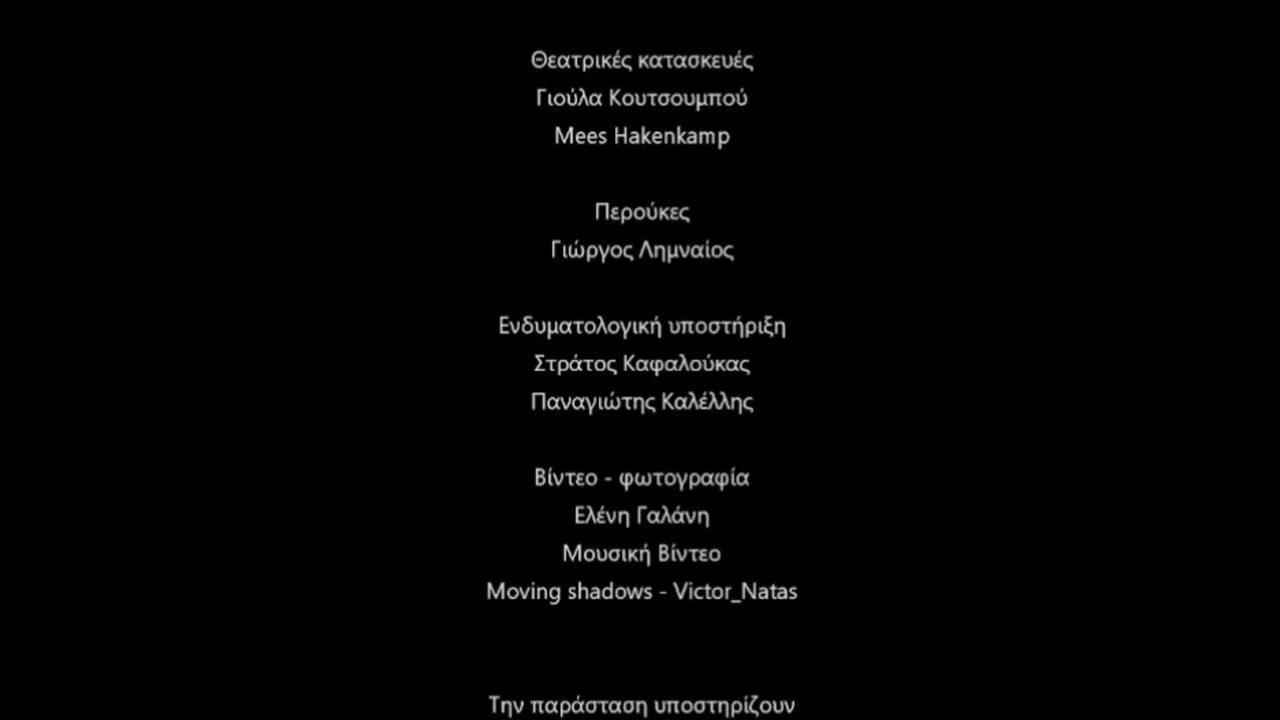 Θεατρικές κατασκευές
Γιούλα Κουτσουμπού
Mees Hakenkamp
Περούκες
Γιώργος Λημναίος
Ενδυματολογική υποστήριξη
Στράτος Καφαλούκας
Παναγιώτης Καλέλλης
Βίντεο - φωτογραφία
Ελένη Γαλάνη
Μουσική Βίντεο
Moving shadows - Victor_Natas
Την παράσταση υποστηρίζουν